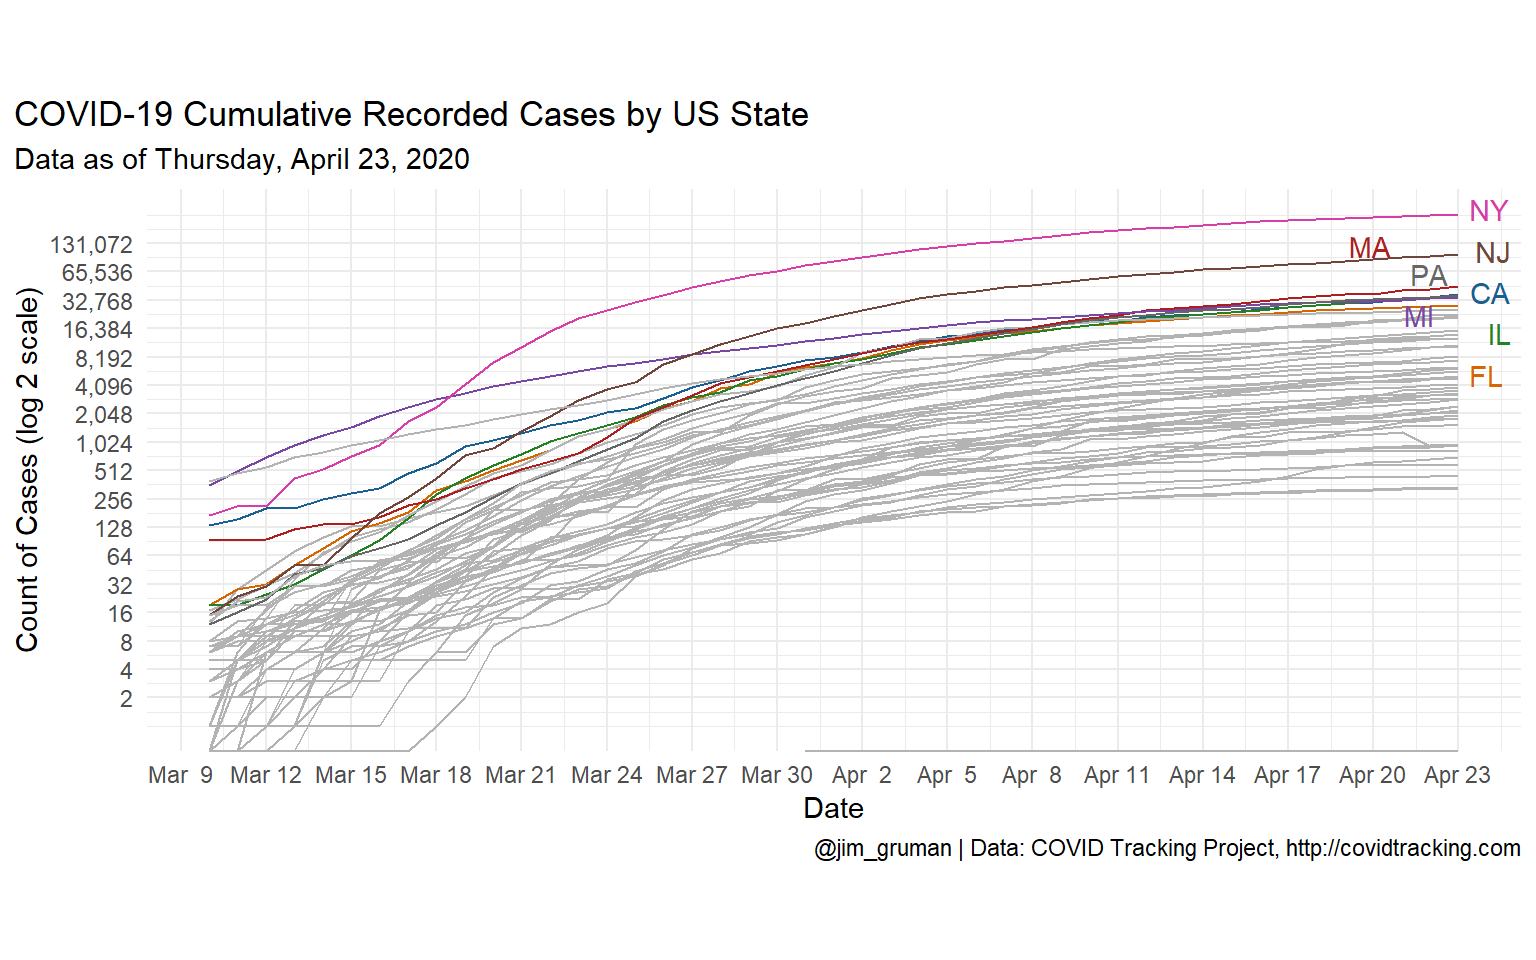 COVID-19 Cumulative Recorded Cases by US State
Data as of Thursday, April 23, 2020
NY
MA
NJ
PA
CA
MI
IL
FL
131,072
65,536
32,768
16,384
8,192
4,096
2,048
1,024
512
256
128
64
32
16
8
4
2
Count of Cases (log 2 scale)
Mar 9 Mar 12 Mar 15 Mar 18 Mar 21 Mar 24 Mar 27 Mar 30 Apr 2 Apr 5 Apr 8 Apr 11 Apr 14 Apr 17 Apr 20 Apr 23
Date
@jim_gruman | Data: COVID Tracking Project, http://covidtracking.com